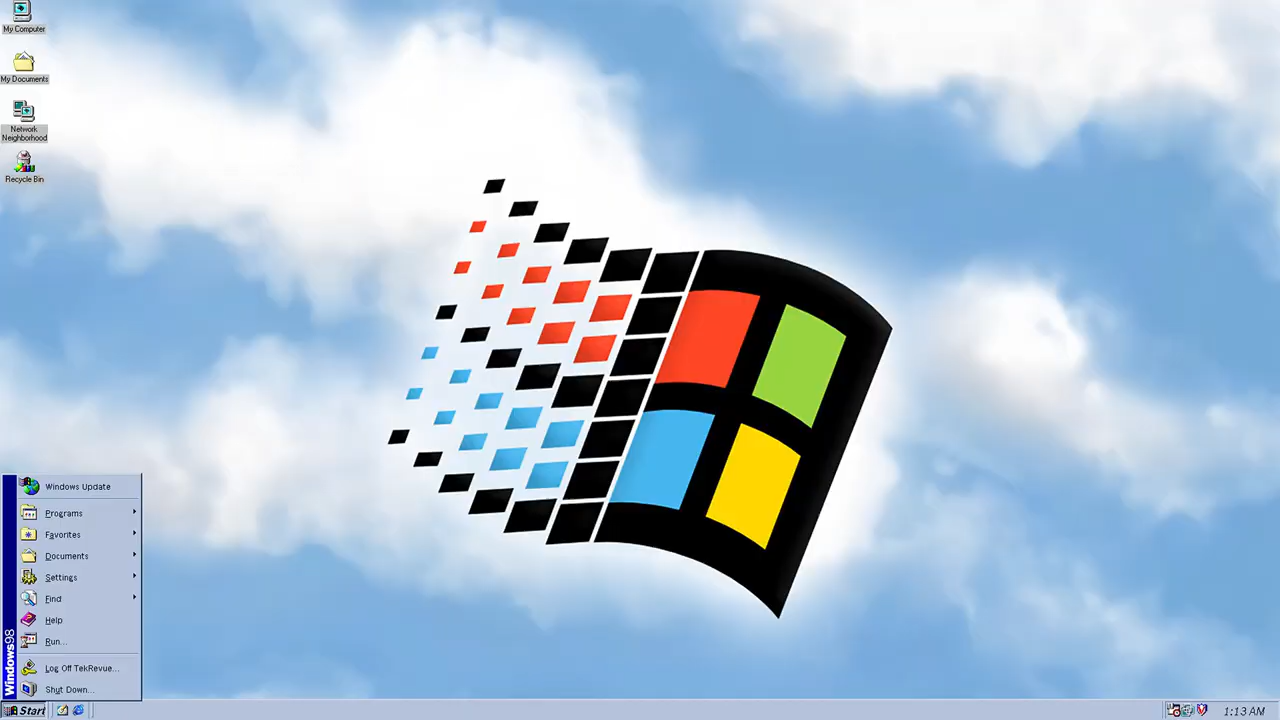 My Computer
My Documents
Network
Neighborhood
Recycle Bin
Windows Update
Programs
Favorites
Documents
Settings
Find
Help
Run...
Log Off TekRevue...
Shut Down...
Windows98
Start
1:13 AM